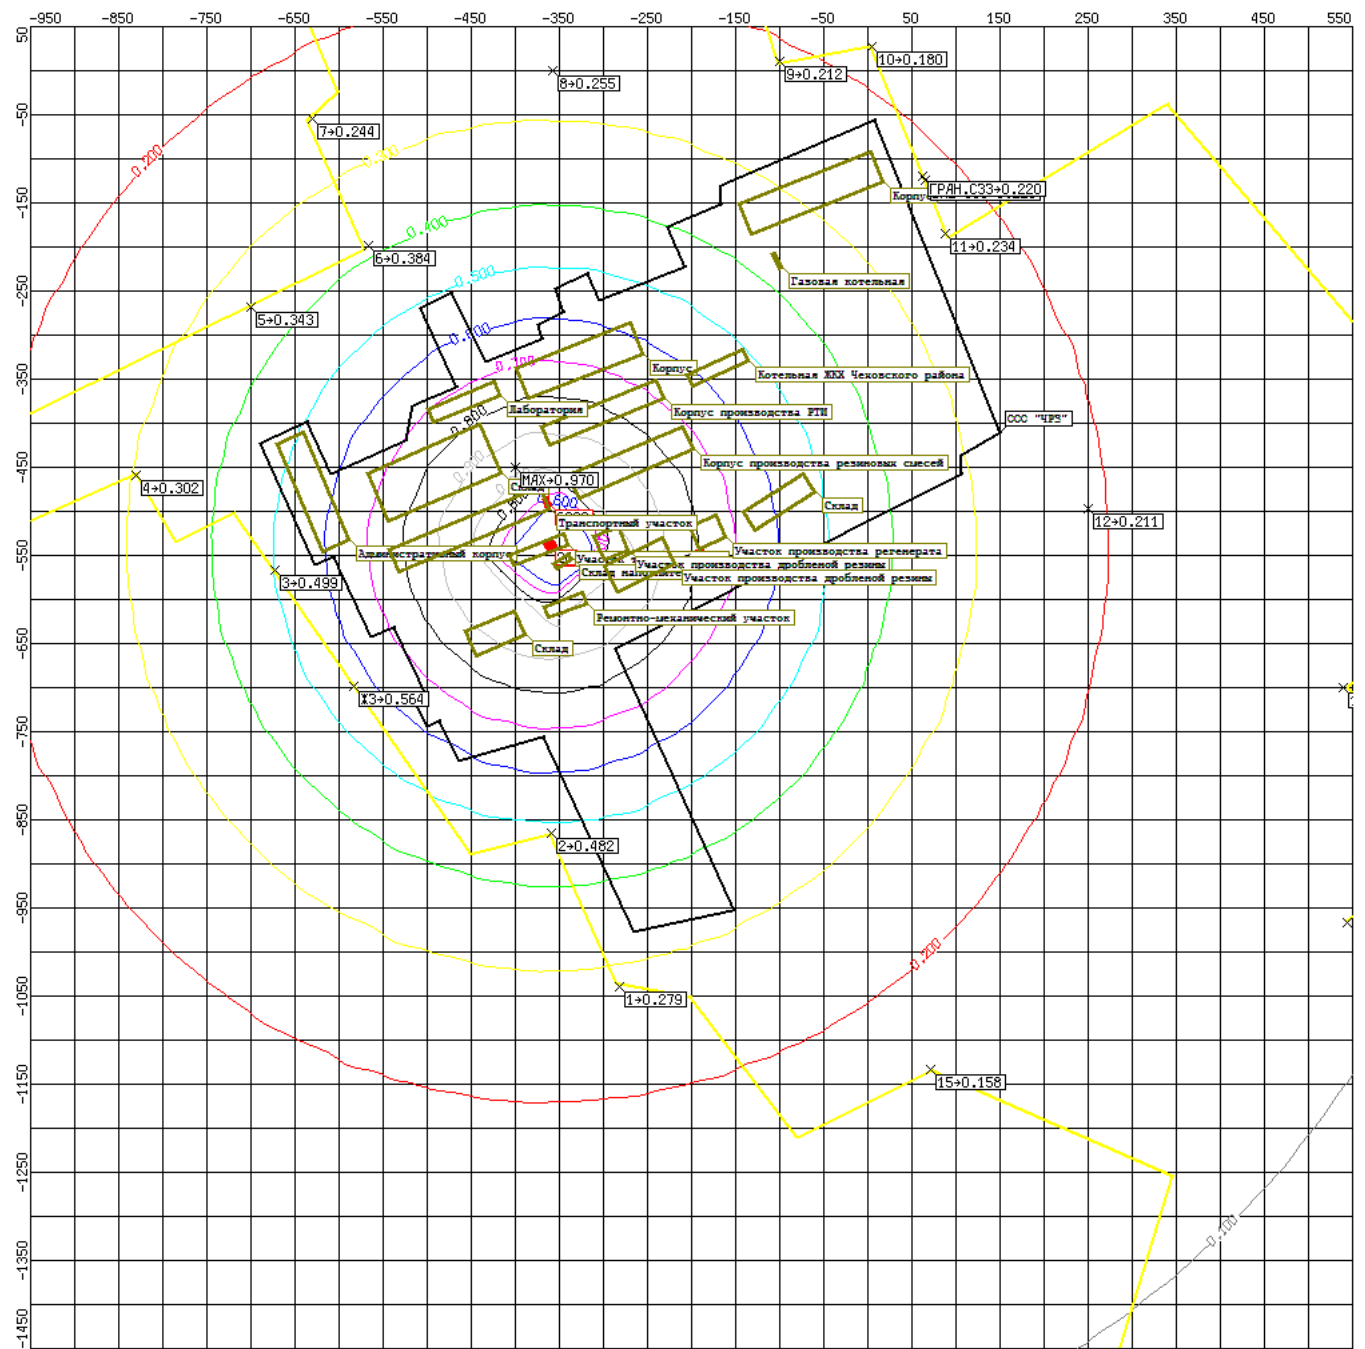 -950 -850 -750 -650 -550 -450 -350 -250 -150 -50 50 150 250 350 450 550
50
-50
-150
-250
-350
-450
-550
-650
-750
-850
-950
-1050
-1150
-1250
-1350
-1450
10→0.180
9→0.212
8→0.255
7→0.244
0.200
0.300
ГРАН.СЗЗ→0.220
Корпус
0.400
11→0.234
6→0.384
0.500
Газовая котельная
5→0.343
0.600
0.700
Корпус
Котельная ЖКХ Чеховского района
Лаборатория
Корпус производства РТИ
0.800
ООО "ЧРЗ"
Корпус производства резиновых смесей
0.900
MAX→0.970
4→0.302
Склад
Склад
Транспортный участок
12→0.211
Административный корпус
Участок производства регенерата
Участок
Участок производства дробленой резины
Склад
Участок производства дробленой резины
3→0.499
Ремонтно-механический участок
Склад
Ж3→0.564
2→0.482
0.200
1→0.279
15→0.158
0.100